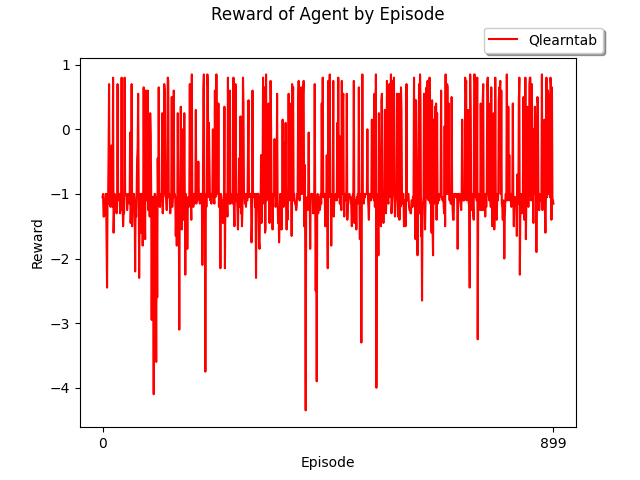 Reward of Agent by Episode
Qlearntab
1
0
−1
−2
−3
−4
Reward
0
899
Episode